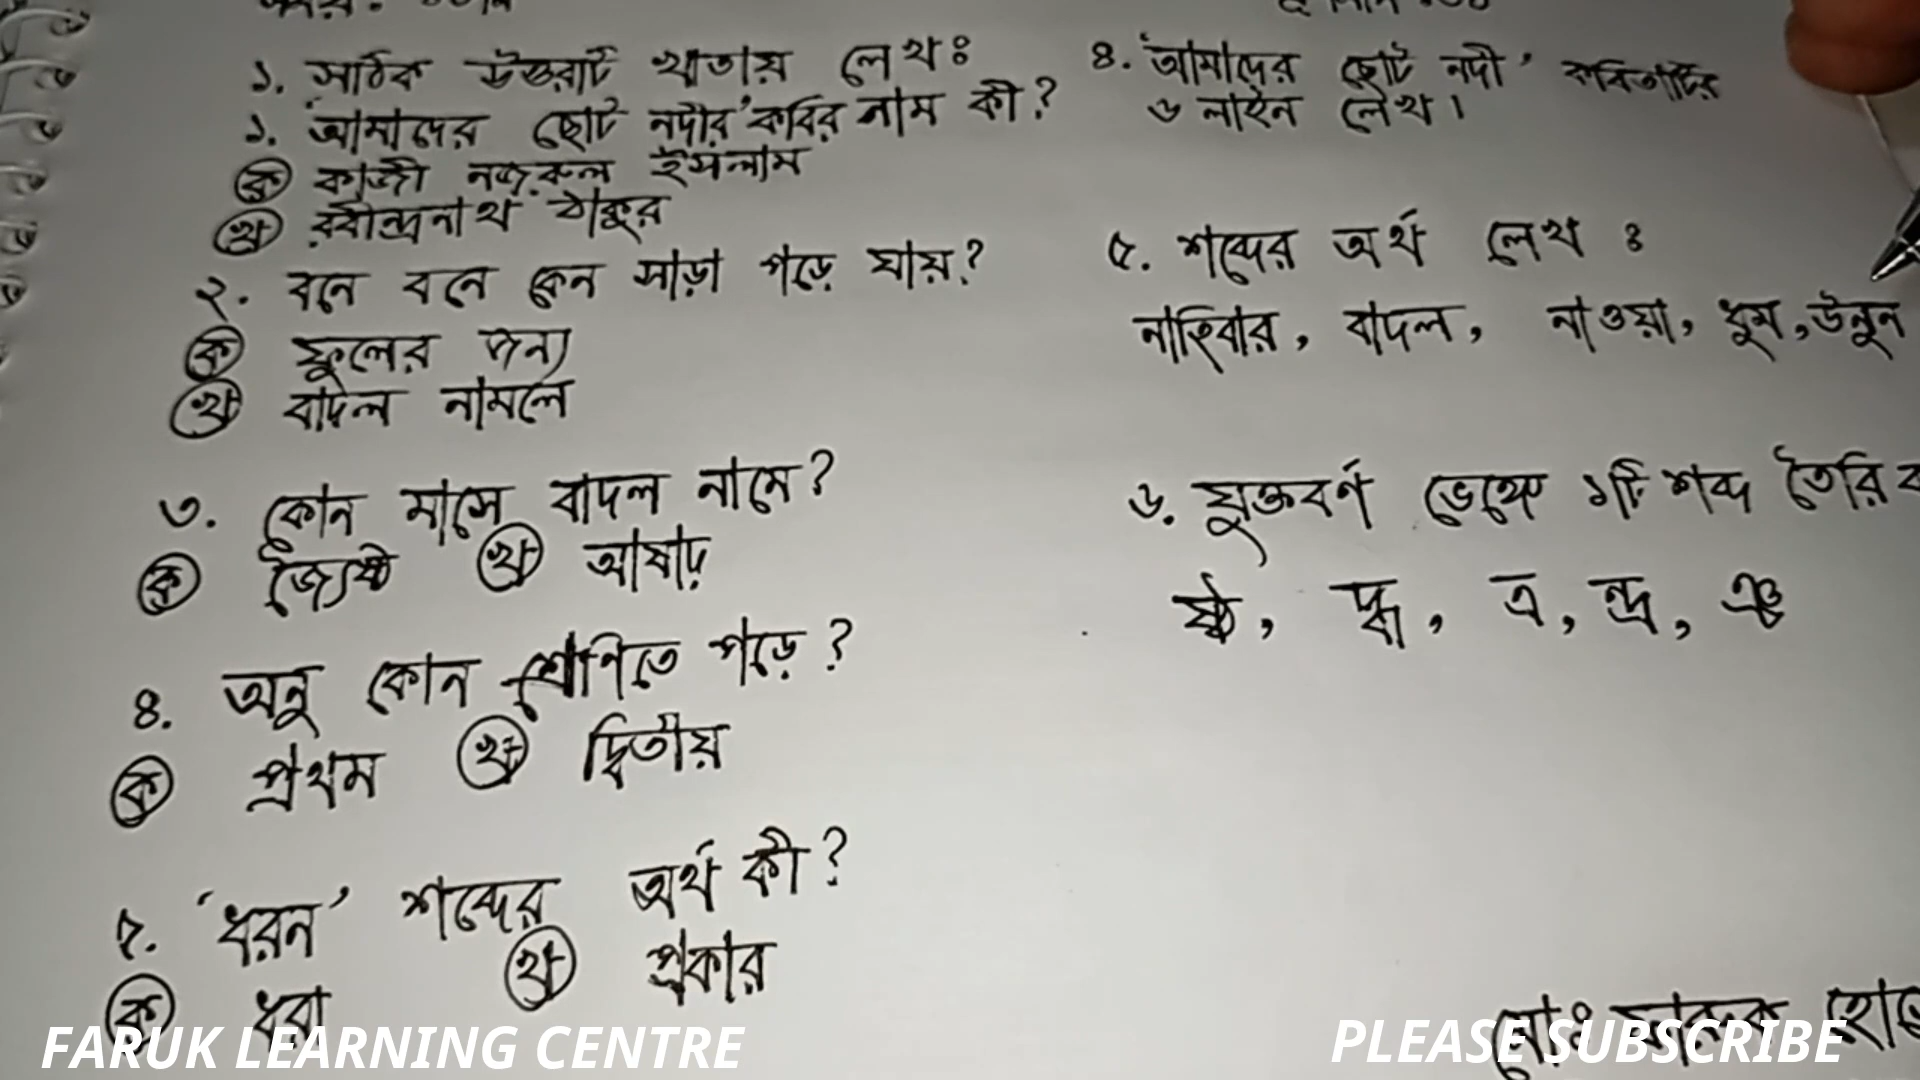 ১. সঠিক উত্তরটি খাতায় লেখঃ
১. 'আমাদের ছোট নদীর' কবির নাম কী?
ক কাজী নজরুল ইসলাম
খ রবীন্দ্রনাথ ঠাকুর
২. বনে বনে কেন সাড়া পড়ে যায়?
ক ফুলের জন্য
খ বাদল নামলে
৩. কোন মাসে বাদল নামে?
ক জ্যৈষ্ঠ খ আষাঢ়
৪. অনু কোন শ্রেণিতে পড়ে?
ক প্রথম খ দ্বিতীয়
৫. 'ধরন' শব্দের অর্থ কী?
ক ধরা খ প্রকার
৪. 'আমাদের ছোট নদী' কবিতাটির
৬ লাইন লেখ।
৫. শব্দের অর্থ লেখ ঃ
নাহিবার, বাদল, নাওয়া, ধুম, উনুন
৬. যুক্তবর্ণ ভেঙ্গে ১টি শব্দ তৈরি
ষ্ঠ, দ্ধ, ত্র, ন্দ্র, ঞ্চ
মোঃ ফারুক
FARUK LEARNING CENTRE
PLEASE SUBSCRIBE